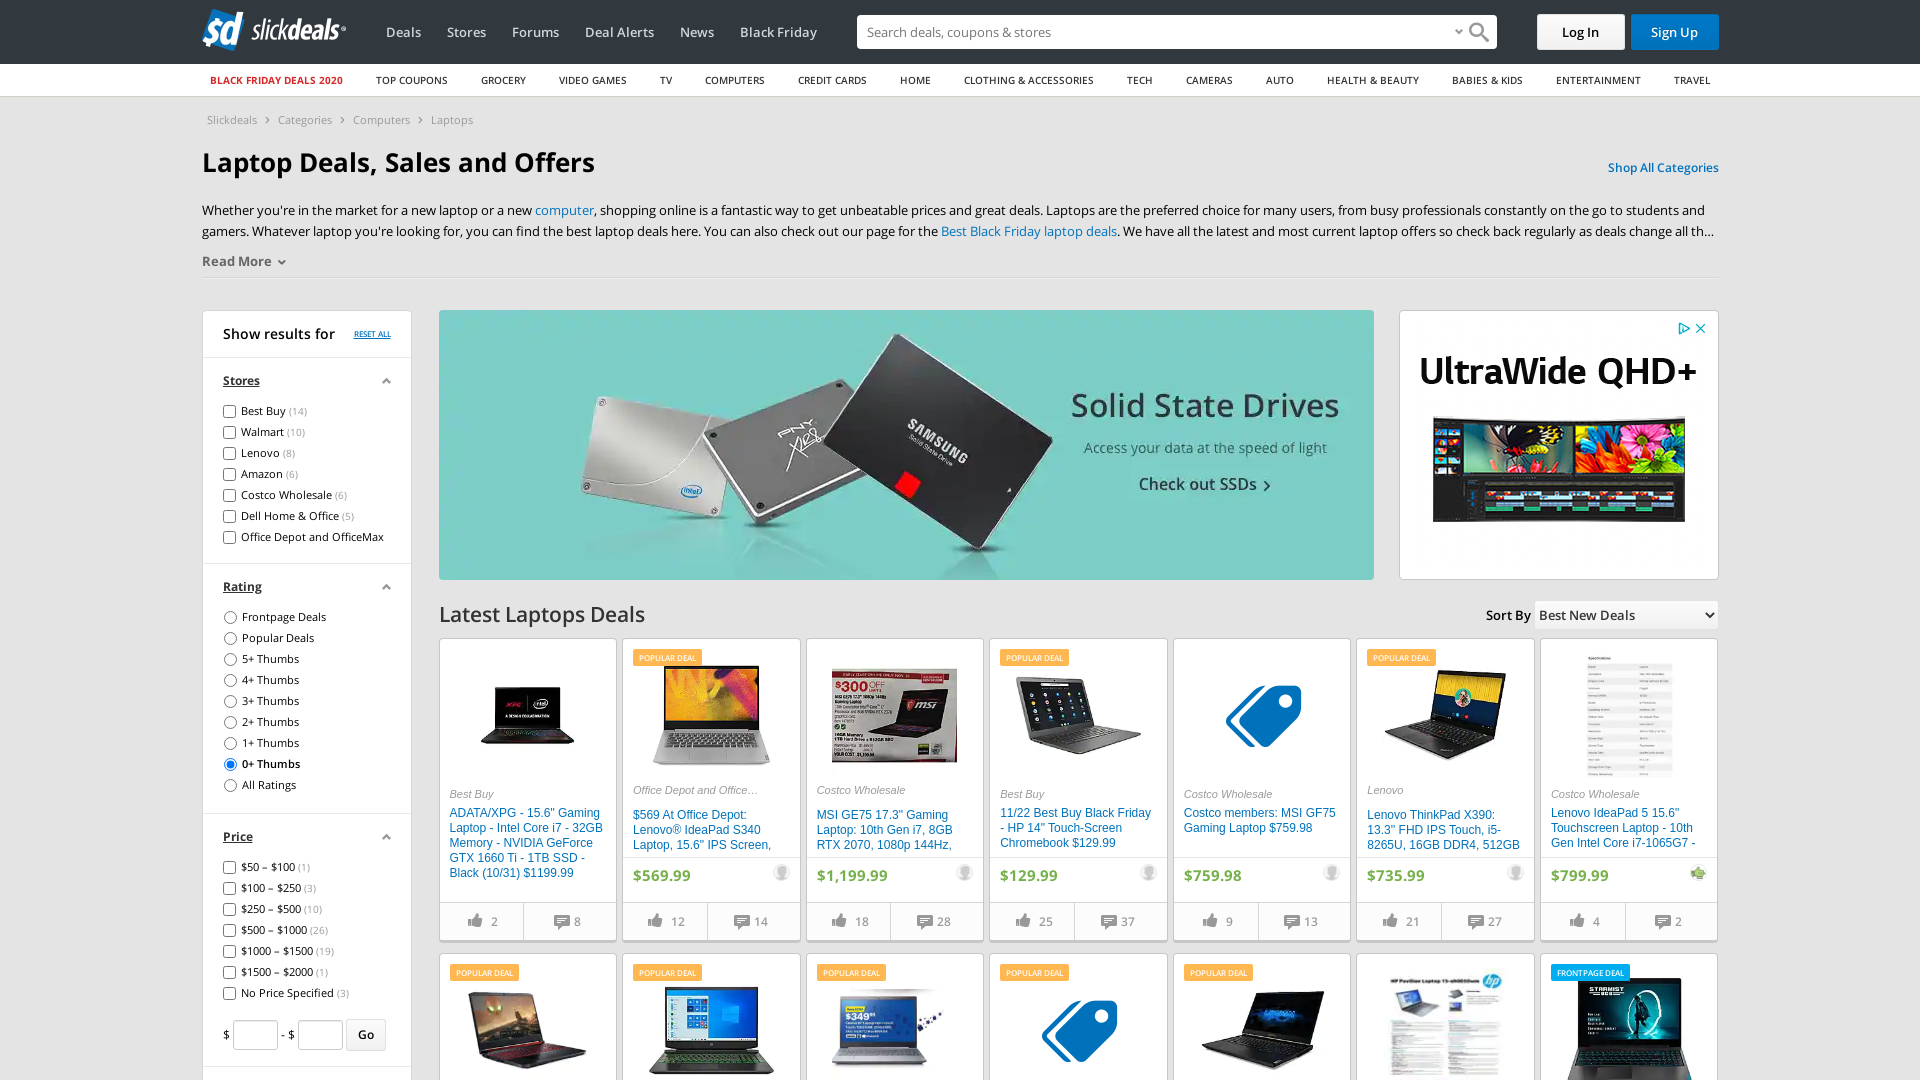 slickdeals
Deals
Stores
Forums
Deal Alerts
News
Black Friday
Search deals, coupons & stores
Log In
Sign Up
BLACK FRIDAY DEALS 2020
TOP COUPONS
GROCERY
VIDEO GAMES
TV
COMPUTERS
CREDIT CARDS
HOME
CLOTHING & ACCESSORIES
TECH
CAMERAS
AUTO
HEALTH & BEAUTY
BABIES & KIDS
ENTERTAINMENT
TRAVEL
Slickdeals > Categories > Computers > Laptops
Laptop Deals, Sales and Offers
Shop All Categories
Whether you're in the market for a new laptop or a new computer, shopping online is a fantastic way to get unbeatable prices and great deals. Laptops are the preferred choice for many users, from busy professionals constantly on the go to students and
gamers. Whatever laptop you're looking for, you can find the best laptop deals here. You can also check out our page for the Best Black Friday laptop deals. We have all the latest and most current laptop offers so check back regularly as deals change all th...
Read More
Show results for
RESET ALL
Stores
Best Buy (14)
Walmart (10)
Lenovo (8)
Amazon (6)
Costco Wholesale (6)
Dell Home & Office (5)
Office Depot and OfficeMax
Rating
Frontpage Deals
Popular Deals
5+ Thumbs
4+ Thumbs
3+ Thumbs
2+ Thumbs
1+ Thumbs
0+ Thumbs
All Ratings
Price
$50 – $100 (1)
$100 – $250 (3)
$250 – $500 (10)
$500 – $1000 (26)
$1000 – $1500 (19)
$1500 – $2000 (1)
No Price Specified (3)
$ - $ Go
intel
PNY
XLR8
SAMSUNG
Solid State Drive
Solid State Drives
Access your data at the speed of light
Check out SSDs >
UltraWide QHD+
Latest Laptops Deals
Sort By Best New Deals
Best Buy
ADATA/XPG - 15.6" Gaming
Laptop - Intel Core i7 - 32GB
Memory - NVIDIA GeForce
GTX 1660 Ti - 1TB SSD -
Black (10/31) $1199.99
2
8
POPULAR DEAL
Office Depot and Office...
$569 At Office Depot:
Lenovo® IdeaPad S340
Laptop, 15.6" IPS Screen,
$569.99
12
14
$300 OFF
msi
Costco Wholesale
MSI GE75 17.3" Gaming
Laptop: 10th Gen i7, 8GB
RTX 2070, 1080p 144Hz,
$1,199.99
18
28
POPULAR DEAL
Best Buy
11/22 Best Buy Black Friday
- HP 14" Touch-Screen
Chromebook $129.99
$129.99
25
37
Costco Wholesale
Costco members: MSI GF75
Gaming Laptop $759.98
$759.98
9
13
POPULAR DEAL
Lenovo
Lenovo ThinkPad X390:
13.3" FHD IPS Touch, i5-
8265U, 16GB DDR4, 512GB
$735.99
21
27
Specifications
Costco Wholesale
Lenovo IdeaPad 5 15.6"
Touchscreen Laptop - 10th
Gen Intel Core i7-1065G7 -
$799.99
4
2
POPULAR DEAL
POPULAR DEAL
POPULAR DEAL
$349
POPULAR DEAL
POPULAR DEAL
LEGION
hp
FRONTPAGE DEAL
STARMIST